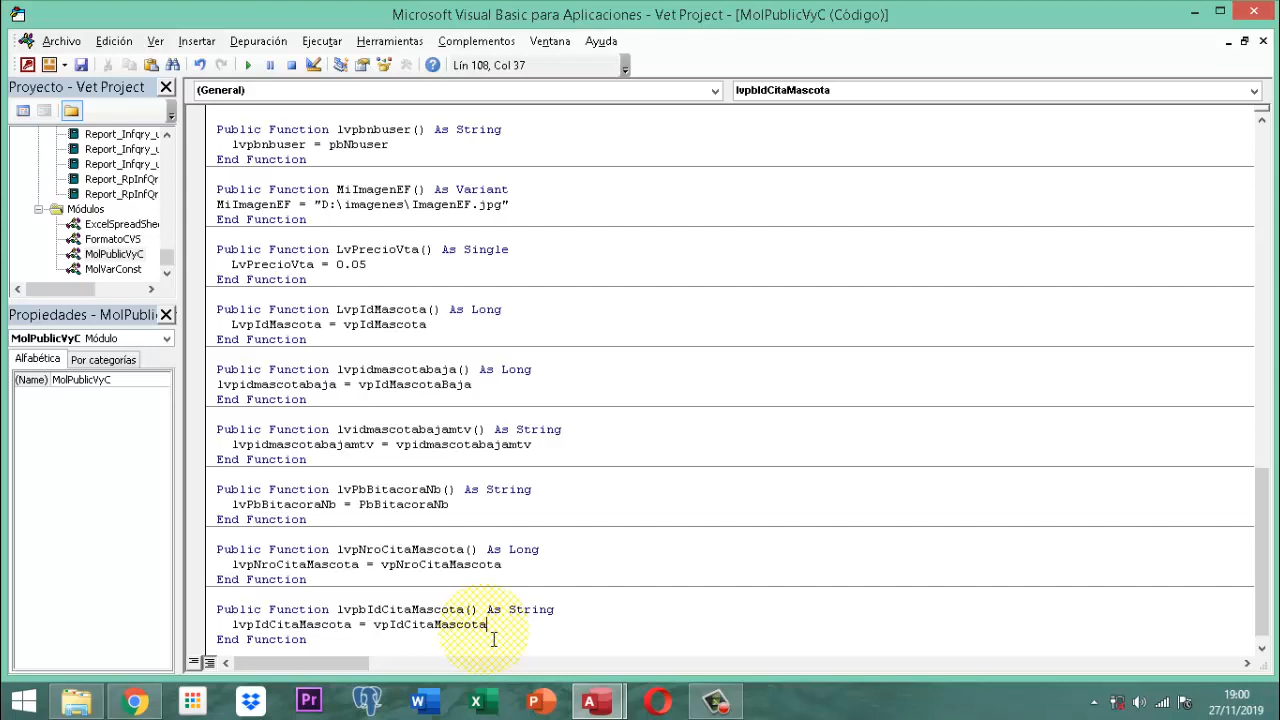 Microsoft Visual Basic para Aplicaciones - Vet Project - [MolPublicVyC (Código)]
Archivo Edición Ver Insertar Depuración Ejecutar Herramientas Complementos Ventana Ayuda
Lín 108, Col 37
Proyecto - Vet Project
(General) lvpbIdCitaMascota
Report_Infqry_u
Report_Infqry_
Report_Infqry_u
Report_RpInfQr
Report_RpInfQr
Módulos
ExcelSpreadShee
FormatoCVS
MolPublicVyC
MolVarConst
Propiedades - MolPubli
MolPublicVyC Módulo
Alfabética Por categorías
(Name) MolPublicVyC
Public Function lvpbnbuser() As String
lvpbnbuser = pbNbuser
End Function
Public Function MiImagenEF() As Variant
MiImagenEF = "D:\imagenes\ImagenEF.jpg"
End Function
Public Function LvPrecioVta() As Single
LvPrecioVta = 0.05
End Function
Public Function LvpIdMascota() As Long
LvpIdMascota = vpIdMascota
End Function
Public Function lvpidmascotabaja() As Long
lvpidmascotabaja = vpIdMascotaBaja
End Function
Public Function lvidmascotabajamtv() As String
lvpidmascotabajamtv = vpidmascotabajamtv
End Function
Public Function lvPbBitacoraNb() As String
lvPbBitacoraNb = PbBitacoraNb
End Function
Public Function lvpNroCitaMascota() As Long
lvpNroCitaMascota = vpNroCitaMascota
End Function
Public Function lvpbIdCitaMascota() As String
lvpIdCitaMascota = vpIdCitaMascota
End Function
Pr
19:00
27/11/2019